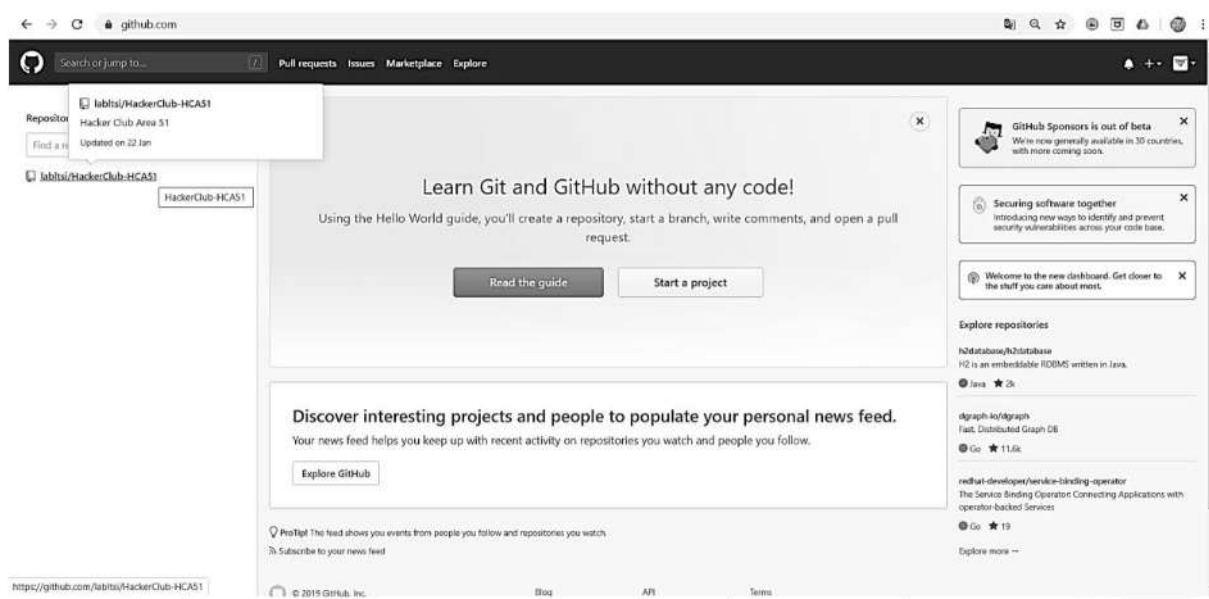 github.com
Search or jump to...
/
Pull requests Issues Marketplace Explore
labltsi/HackerClub-HCA51
Hacker Club Area 51
Updated on 22 Jan
Repositor
Find a re
labltsi/HackerClub-HCA51
HackerClub-HCA51
Learn Git and GitHub without any code!
Using the Hello World guide, you'll create a repository, start a branch, write comments, and open a pull
request.
Read the guide
Start a project
Discover interesting projects and people to populate your personal news feed.
Your news feed helps you keep up with recent activity on repositories you watch and people you follow.
Explore GitHub
ProTip! The feed shows you events from people you follow and repositories you watch
Subscribe to your news feed
GitHub Sponsors is out of beta
We're now generally available in 30 countries,
with more coming soon.
Securing software together
Introducing new ways to identify and prevent
security vulnerabilities across your code base.
Welcome to the new dashboard. Get closer to
the stuff you care about most.
Explore repositories
h2database/h2database
H2 is an embeddable RDBMS written in Java.
Java ★ 2k
dgraph-io/dgraph
Fast, Distributed Graph DB
Go ★ 11.6k
redhat-developer/service-binding-operator
The Service Binding Operator: Connecting Applications with
operator-backed Services
Go ★ 19
Explore more →
https://github.com/labltsi/HackerClub-HCA51
© 2019 GitHub, Inc.
Blog
API
Terms